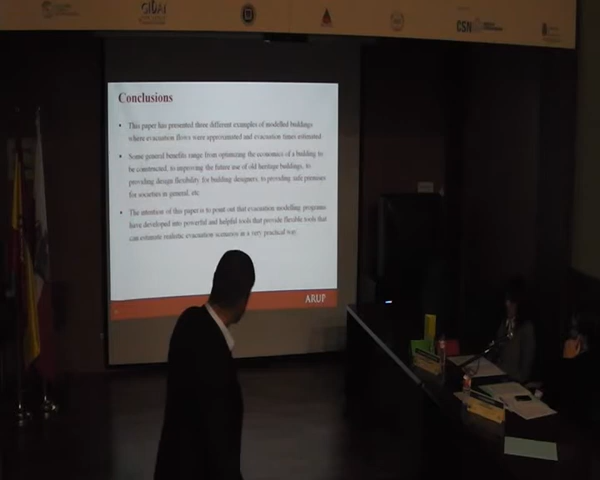 GIDAI
CSN
Conclusions
• This paper has presented three different examples of modelled buildings
where evacuation flows were approximated and evacuation times estimated
• Some general benefits range from optimizing the economics of a building to
be constructed, to improving the future use of old heritage buildings, to
providing design flexibility, for building designers, to providing safe premises
for societies in general, etc.
• The intention of this paper is to point out that evacuation modelling programs
have developed into powerful and helpful tools that provide flexible tools that
can estimate realistic evacuation scenarios in a very practical way.
ARUP